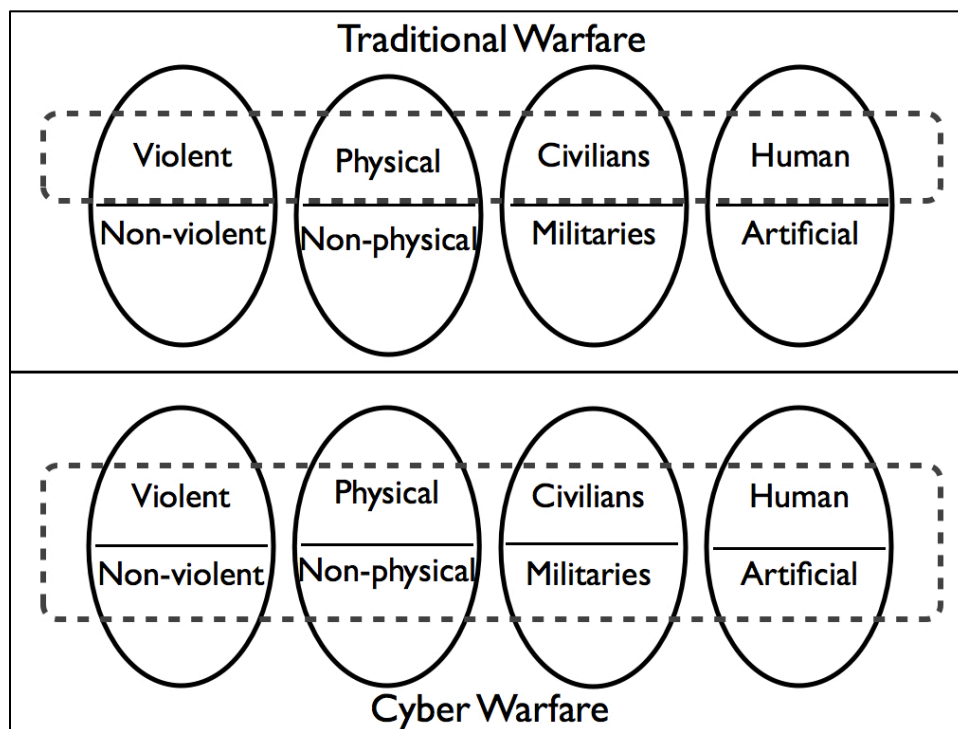 Traditional Warfare
Violent
Physical
Civilians
Human
Non-violent
Non-physical
Militaries
Artificial
Violent
Physical
Civilians
Human
Non-violent
Non-physical
Militaries
Artificial
Cyber Warfare